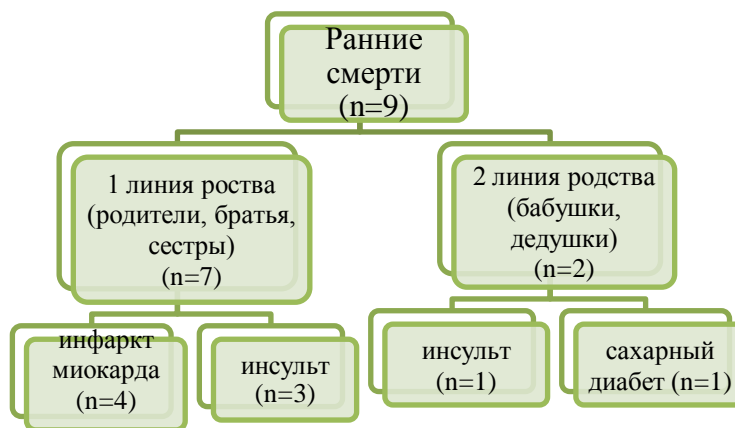 Ранние
смерти
(n=9)
1 линия роства
(родители, братья,
сестры)
(n=7)
2 линия родства
(бабушки,
дедушки)
(n=2)
инфаркт
миокарда
(n=4)
инсульт
(n=3)
инсульт
(n=1)
сахарный
диабет (n=1)